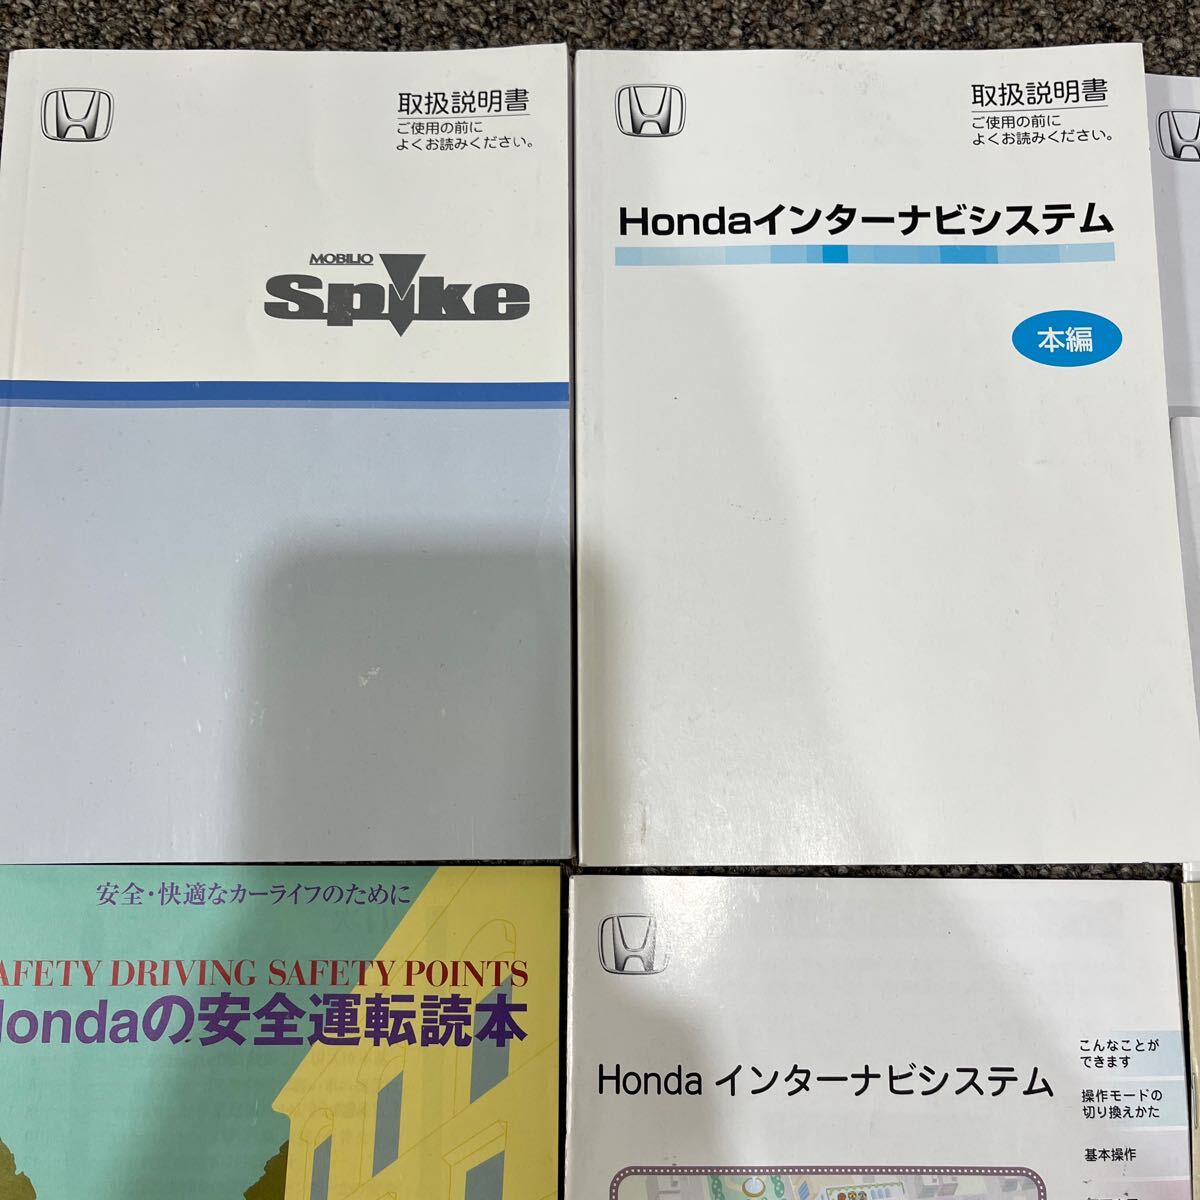 取扱説明書
ご使用の前に
よくお読みください。
MOBILIO
Spike
取扱説明書
ご使用の前に
よくお読みください。
Hondaインターナビシステム
本編
安全・快適なカーライフのために
AFETY DRIVING SAFETY POINTS
ondaの安全運転読本
Honda インターナビシステム
こんなことが
できます
操作モードの
切り換えかた
基本操作